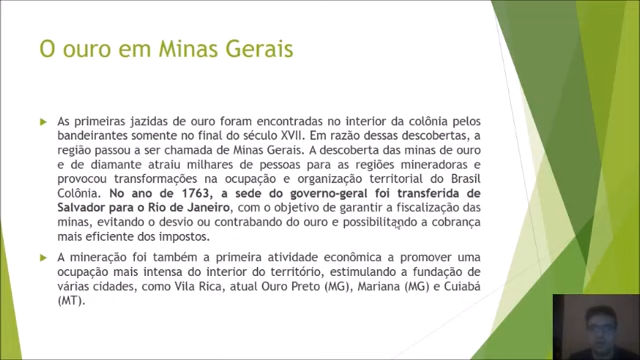 O ouro em Minas Gerais
As primeiras jazidas de ouro foram encontradas no interior da colônia pelos
bandeirantes somente no final do século XVII. Em razão dessas descobertas, a
região passou a ser chamada de Minas Gerais. A descoberta das minas de ouro
e de diamante atraiu milhares de pessoas para as regiões mineradoras e
provocou transformações na ocupação e organização territorial do Brasil
Colônia. No ano de 1763, a sede do governo-geral foi transferida de
Salvador para o Rio de Janeiro, com o objetivo de garantir a fiscalização das
minas, evitando o desvio ou contrabando do ouro e possibilitando a cobrança
mais eficiente dos impostos.
A mineração foi também a primeira atividade econômica a promover uma
ocupação mais intensa do interior do território, estimulando a fundação de
várias cidades, como Vila Rica, atual Ouro Preto (MG), Mariana (MG) e Cuiabá
(MT).